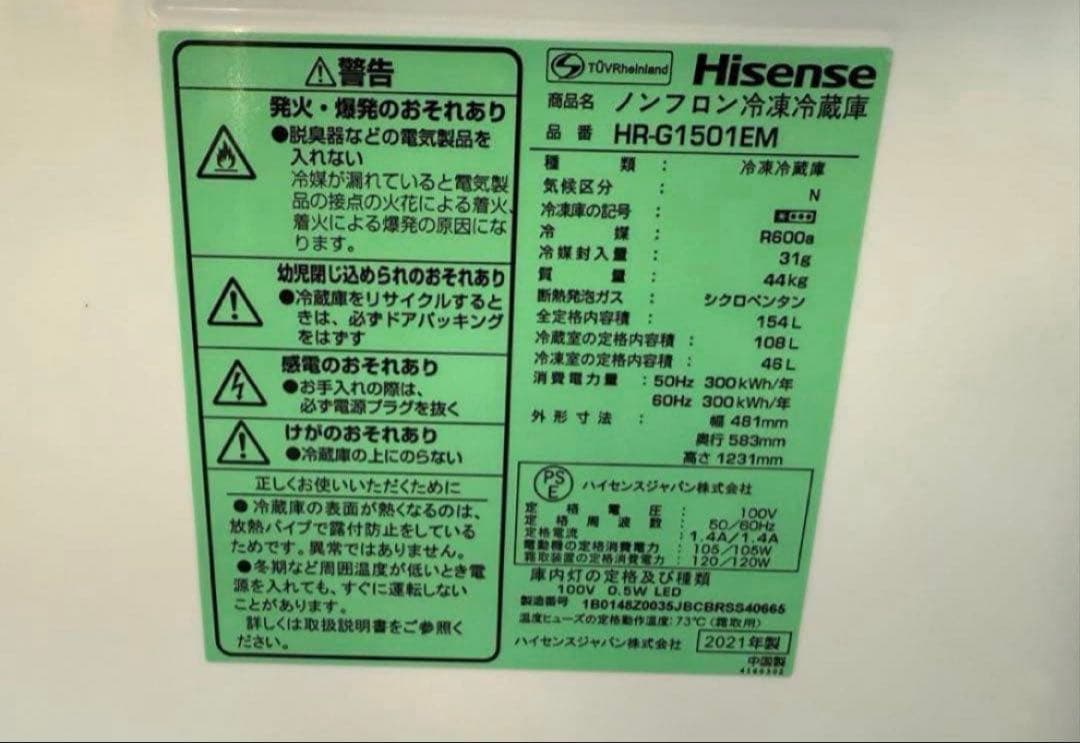 ⚠警告
発火・爆発のおそれあり
●脱臭器などの電気製品を
入れない
冷媒が漏れていると電気製
品の接点の火花による着火、
着火による爆発の原因にな
ります。
幼児閉じ込められのおそれあり
●冷蔵庫をリサイクルすると
きは、必ずドアパッキング
をはずす
感電のおそれあり
●お手入れの際は、
必ず電源プラグを抜く
けがのおそれあり
●冷蔵庫の上にのらない
正しくお使いいただくために
●冷蔵庫の表面が熱くなるのは、
放熱パイプで露付防止をしている
ためです。異常ではありません。
●冬期など周囲温度が低いとき電
源を入れても、すぐに運転しない
ことがあります。
詳しくは取扱説明書をご参照く
ださい。
TÜVRheinland Hisense
商品名 ノンフロン冷凍冷蔵庫
品番 HR-G1501EM
種類 : 冷凍冷蔵庫
気候区分 : N
冷凍庫の記号 :
冷媒 : R600a
冷媒封入量 : 31g
質量 : 44kg
断熱発泡ガス : シクロペンタン
全定格内容積 : 154L
冷蔵室の定格内容積 : 108L
冷凍室の定格内容積 : 46L
消費電力量 : 50Hz 300kWh/年
60Hz 300kWh/年
外形寸法 : 幅 481mm
奥行 583mm
高さ 1231mm
PSE ハイセンスジャパン株式会社
定格電圧 : 100V
定格周波数 : 50/60Hz
定格電流 : 1.4A/1.4A
電動機の定格消費電力 : 105/105W
霜取装置の定格消費電力 : 120/120W
庫内灯の定格及び種類
100V 0.5W LED
製造番号 1B0148Z0035JBCBRSS40665
温度ヒューズの定格動作温度:73℃(霜取用)
ハイセンスジャパン株式会社 2021年製
中国製